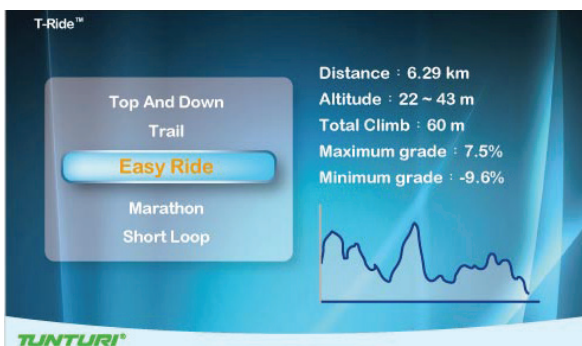 T-Ride™
Top And Down
Trail
Easy Ride
Marathon
Short Loop
Distance : 6.29 km
Altitude : 22 ~ 43 m
Total Climb : 60 m
Maximum grade : 7.5%
Minimum grade : -9.6%
TUNTURI®